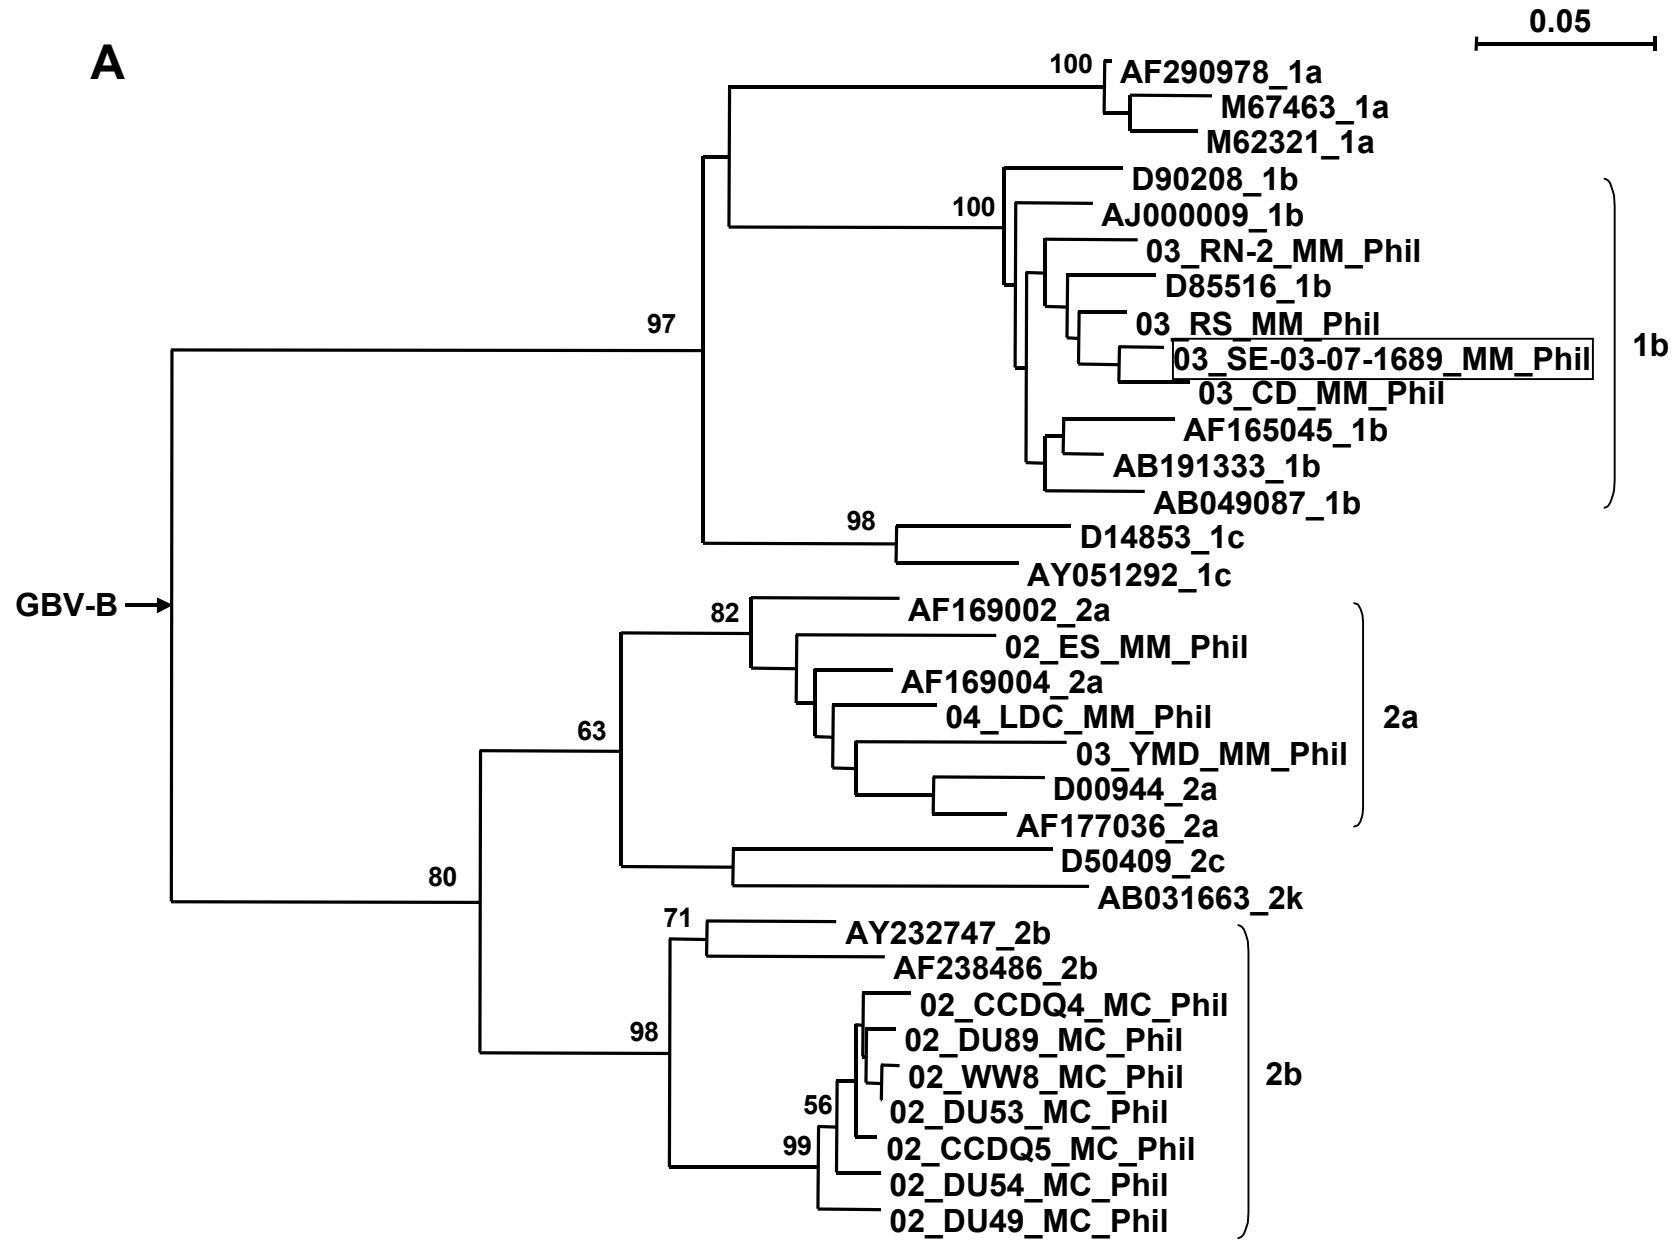 A
0.05
100
AF290978_1a
M67463_1a
M62321_1a
D90208_1b
100
AJ000009_1b
03_RN-2_MM_Phil
D85516_1b
03_RS_MM_Phil
97
1b
03_SE-03-07-1689_MM_Phil
03_CD_MM_Phil
AF165045_1b
AB191333_1b
AB049087_1b
98
D14853_1c
AY051292_1c
GBV-B
82
AF169002_2a
02_ES_MM_Phil
AF169004_2a
04_LDC_MM_Phil
2a
63
03_YMD_MM_Phil
D00944_2a
AF177036_2a
D50409_2c
80
AB031663_2k
71
AY232747_2b
AF238486_2b
02_CCDQ4_MC_Phil
98
02_DU89_MC_Phil
02_WW8_MC_Phil
2b
56
02_DU53_MC_Phil
99
02_CCDQ5_MC_Phil
02_DU54_MC_Phil
02_DU49_MC_Phil